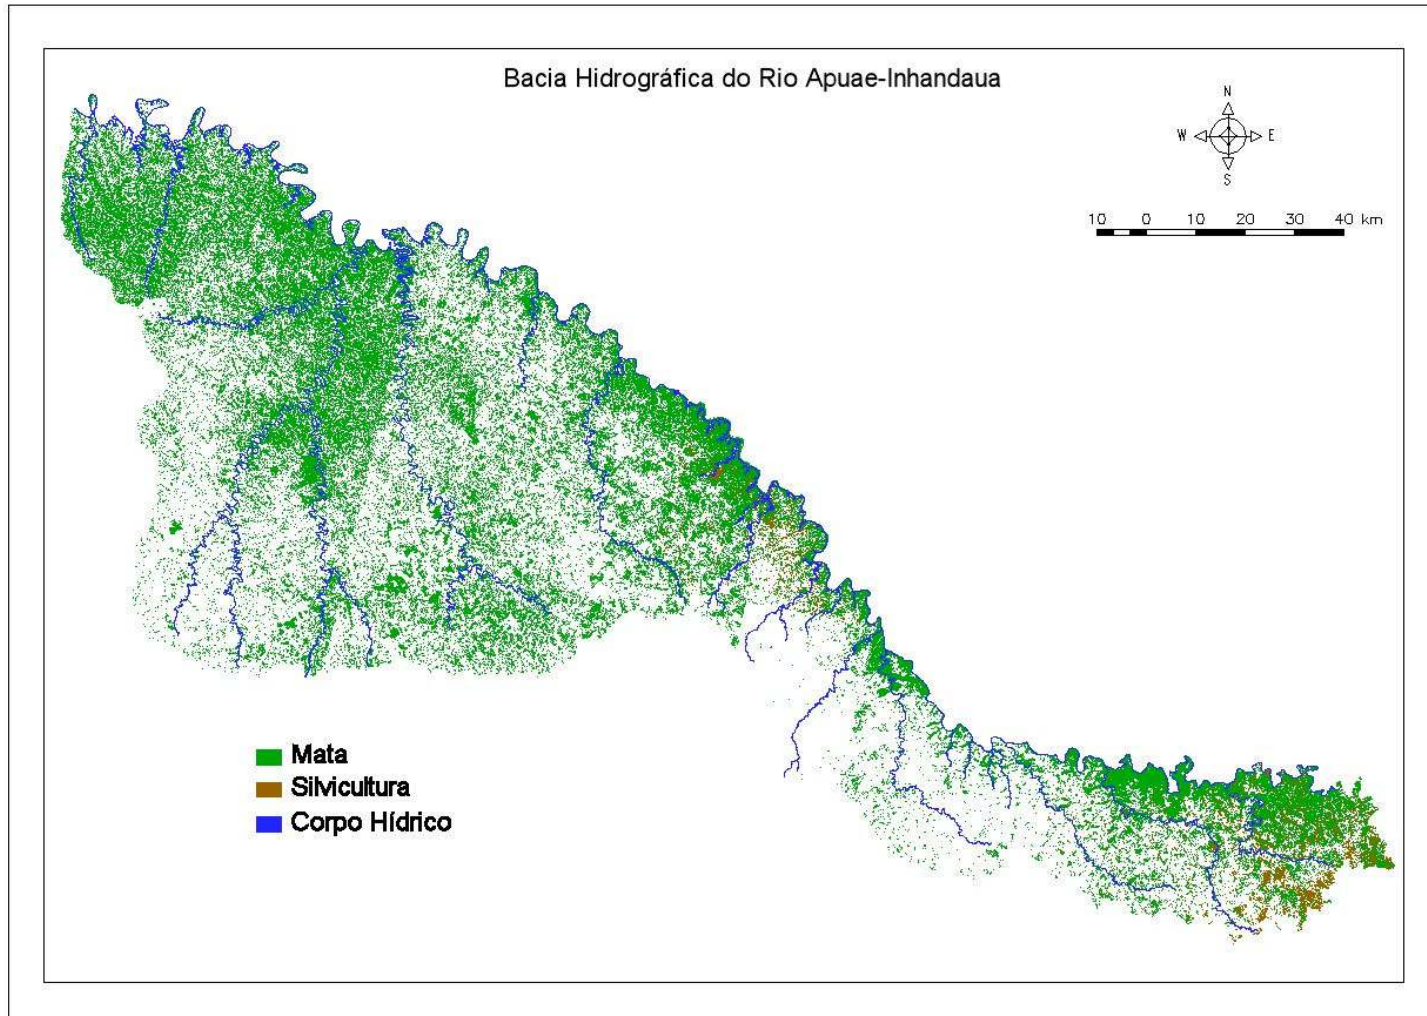 Bacia Hidrográfica do Rio Apuae-Inhandaua
N
W E
S
10 0 10 20 30 40 km
Mata
Silvicultura
Corpo Hídrico